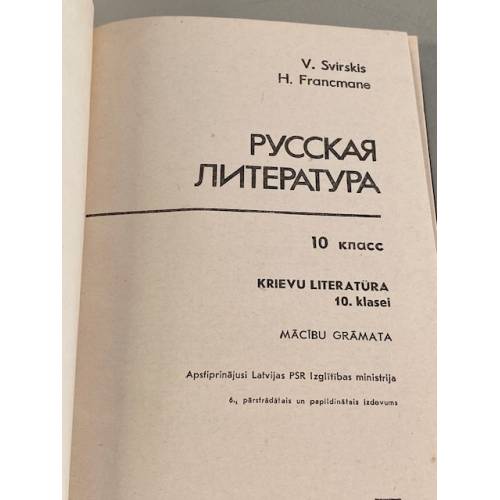 V. Svirskis
H. Francmane
РУССКАЯ
ЛИТЕРАТУРА
10 класс
KRIEVU LITERATŪRA
10. klasei
MĀCĪBU GRĀMATA
Apstiprinājusi Latvijas PSR Izglītības ministrija
6., pārstrādātais un papildinātais izdevums